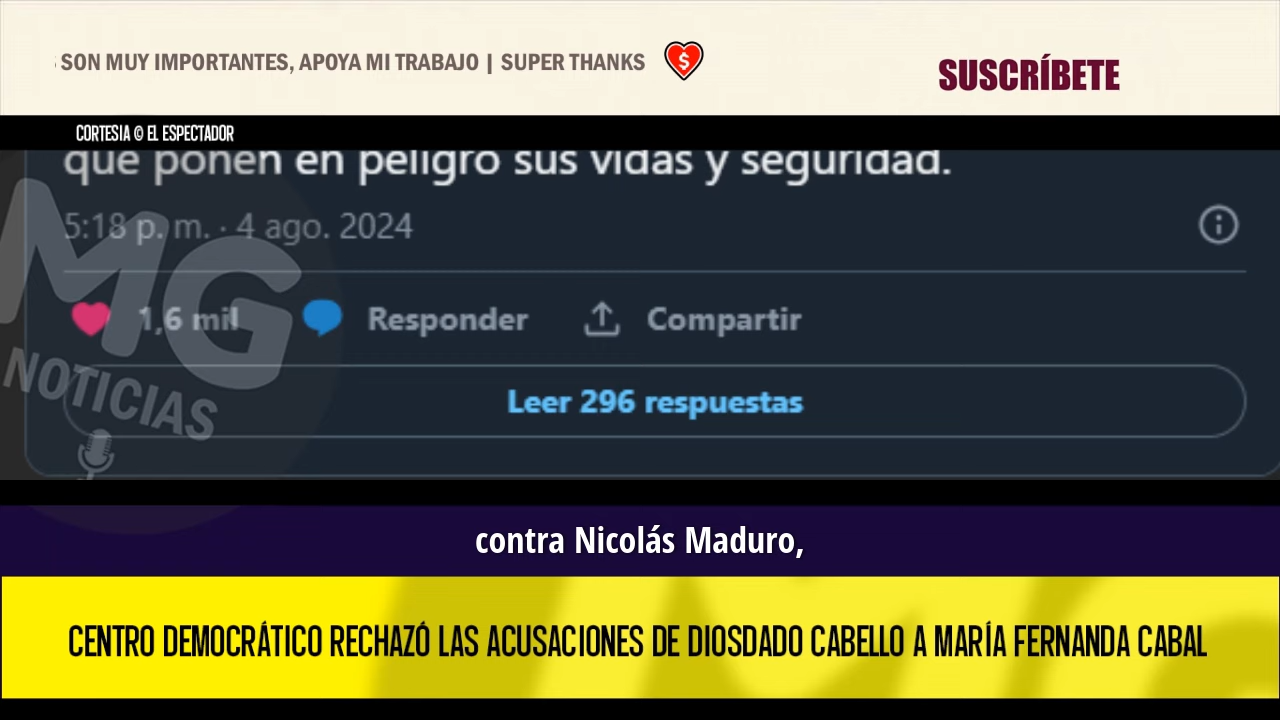 SON MUY IMPORTANTES, APOYA MI TRABAJO | SUPER THANKS
SUSCRÍBETE
CORTESIA © EL ESPECTADOR
que ponen en peligro sus vidas y seguridad.
5:18 p. m. · 4 ago. 2024
1,6 mil
Responder
Compartir
Leer 296 respuestas
MG
NOTICIAS
contra Nicolás Maduro,
CENTRO DEMOCRÁTICO RECHAZÓ LAS ACUSACIONES DE DIOSDADO CABELLO A MARÍA FERNANDA CABAL